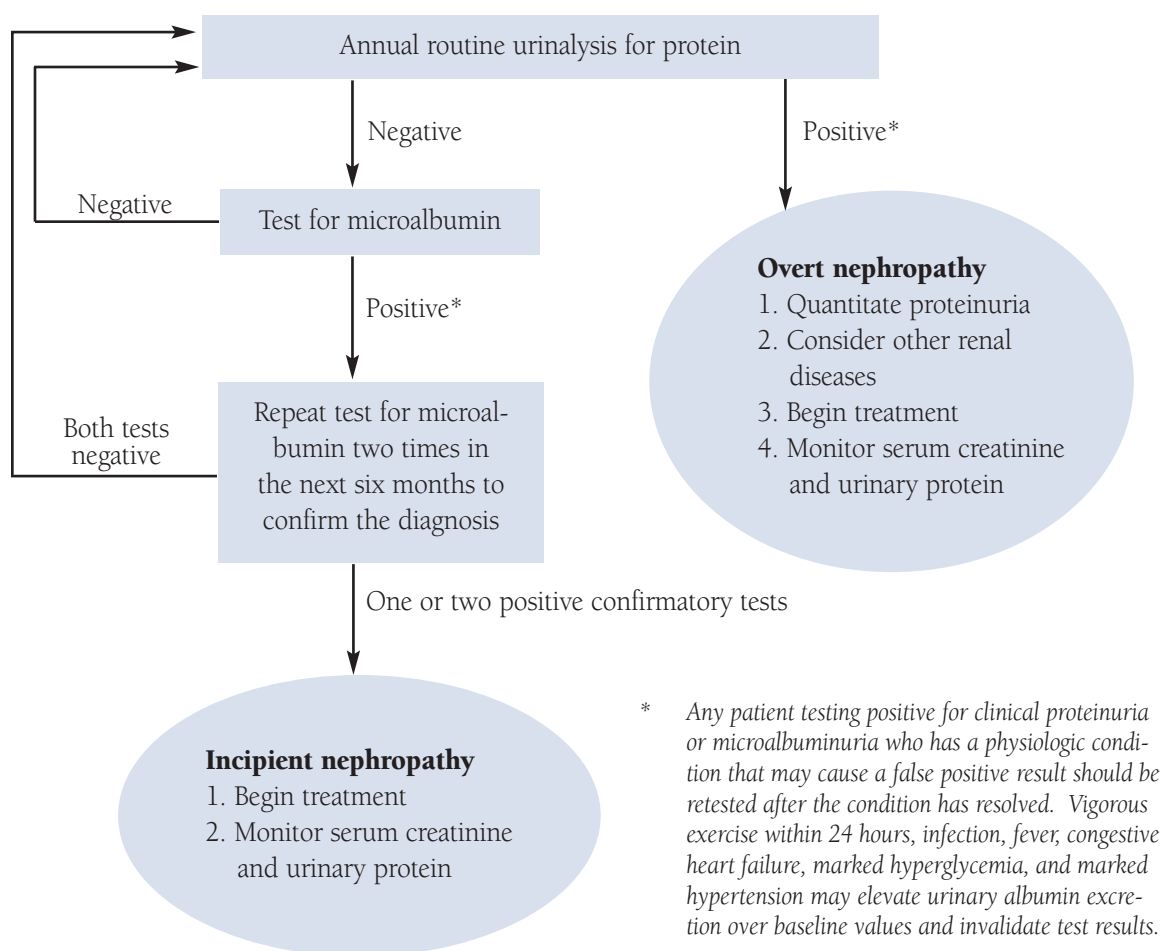 Annual routine urinalysis for protein
Negative
Positive*
Negative
Test for microalbumin
Positive*
Overt nephropathy
1. Quantitate proteinuria
2. Consider other renal
diseases
3. Begin treatment
4. Monitor serum creatinine
and urinary protein
Both tests
negative
Repeat test for microal-
bumin two times in
the next six months to
confirm the diagnosis
One or two positive confirmatory tests
Incipient nephropathy
1. Begin treatment
2. Monitor serum creatinine
and urinary protein
* Any patient testing positive for clinical proteinuria
or microalbuminuria who has a physiologic condi-
tion that may cause a false positive result should be
retested after the condition has resolved. Vigorous
exercise within 24 hours, infection, fever, congestive
heart failure, marked hyperglycemia, and marked
hypertension may elevate urinary albumin excre-
tion over baseline values and invalidate test results.